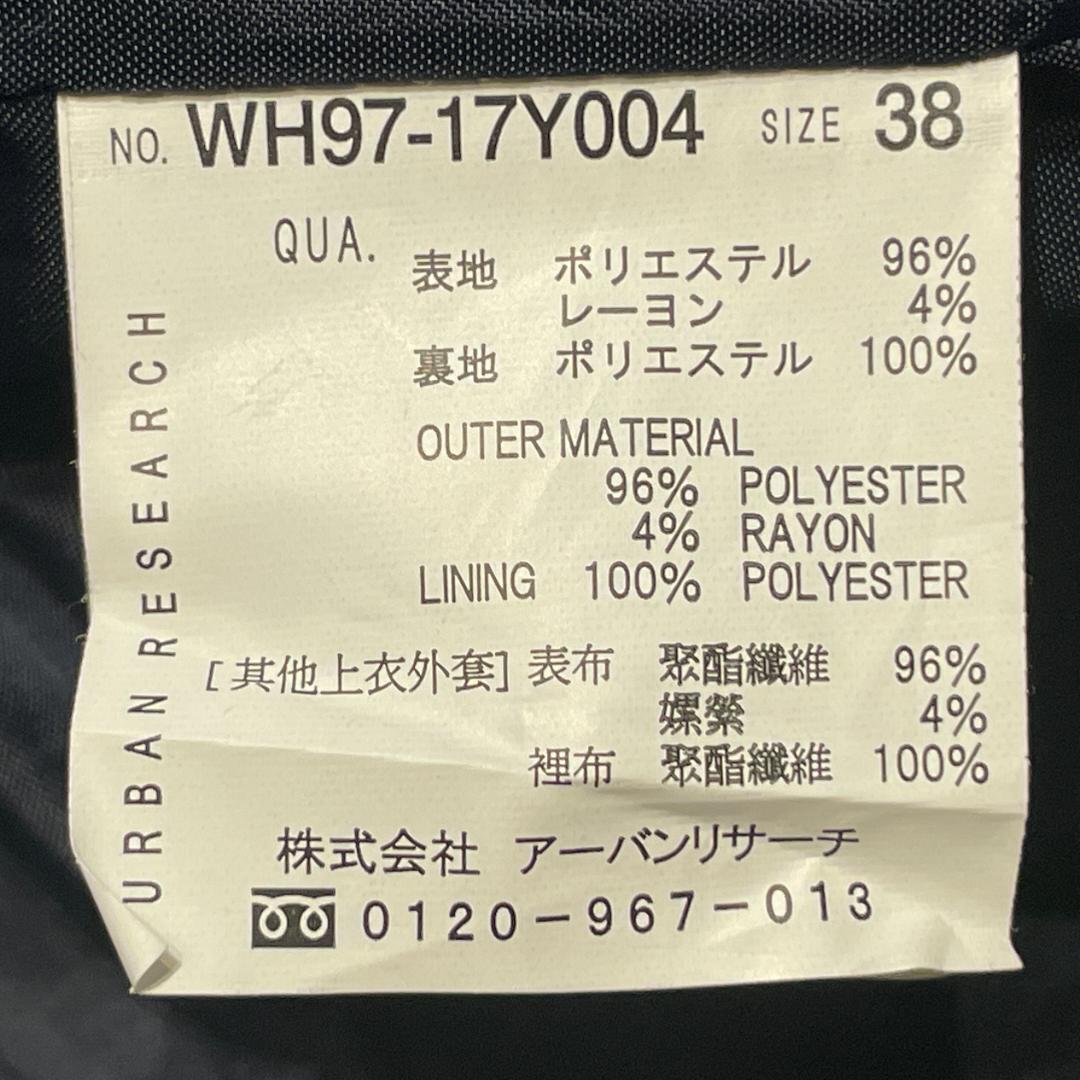 NO. WH97-17Y004 SIZE 38
QUA.
表地 ポリエステル 96%
レーヨン 4%
裏地 ポリエステル 100%
OUTER MATERIAL
96% POLYESTER
4% RAYON
LINING 100% POLYESTER
[其他上衣外套] 表布 聚酯纖維 96%
嫘縈 4%
裡布 聚酯纖維 100%
株式会社 アーバンリサーチ
0120-967-013
URBAN RESEARCH